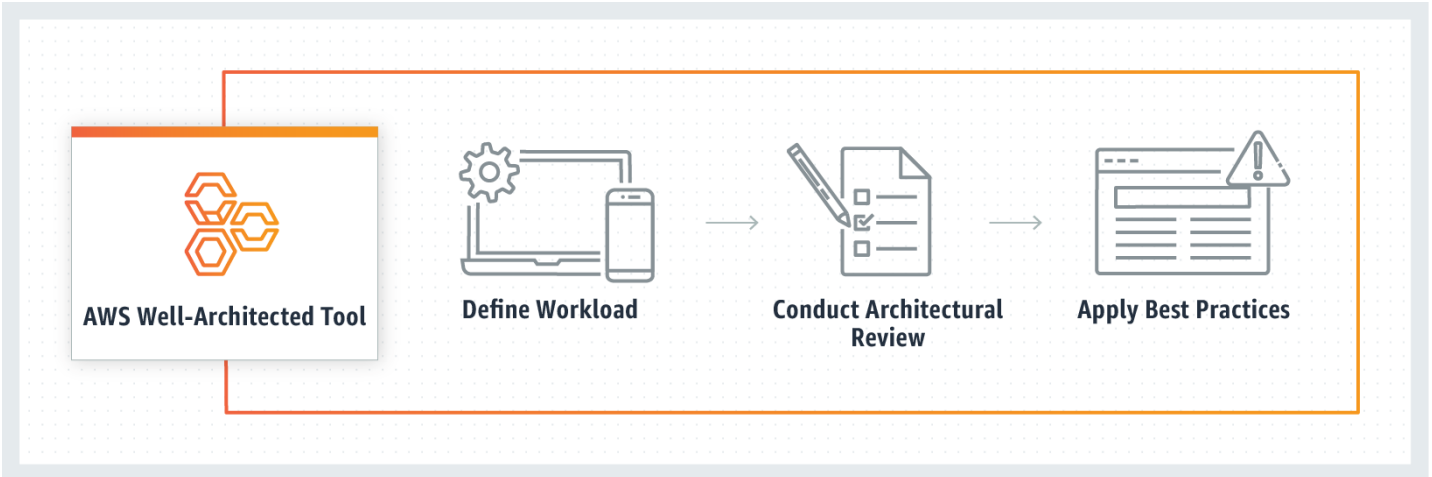 AWS Well-Architected Tool
Define Workload
Conduct Architectural
Review
Apply Best Practices